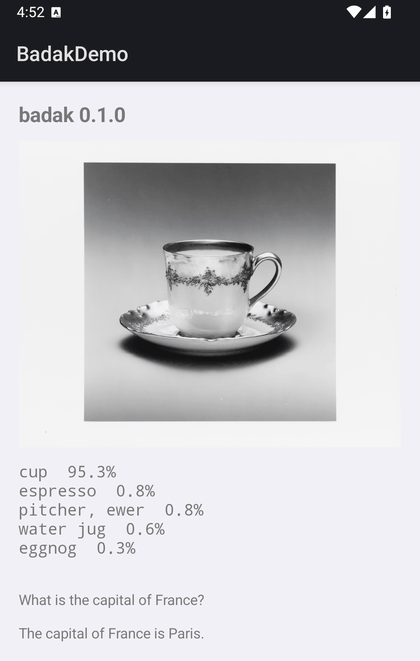 4:52 A
BadakDemo
badak 0.1.0
cup 95.3%
espresso 0.8%
pitcher, ewer 0.8%
water jug 0.6%
eggnog 0.3%
What is the capital of France?
The capital of France is Paris.